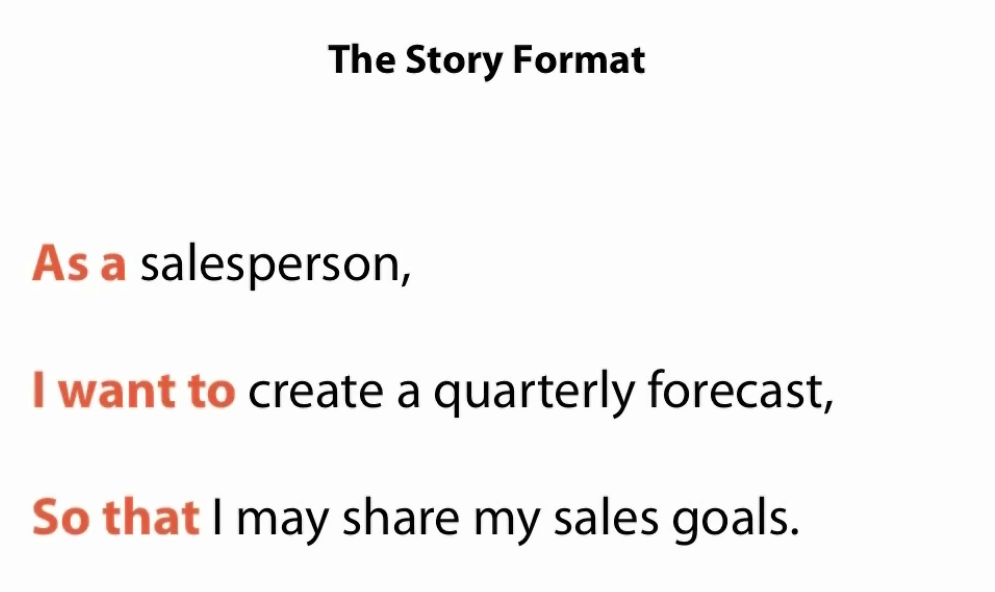 The Story Format
As a salesperson,
I want to create a quarterly forecast,
So that I may share my sales goals.